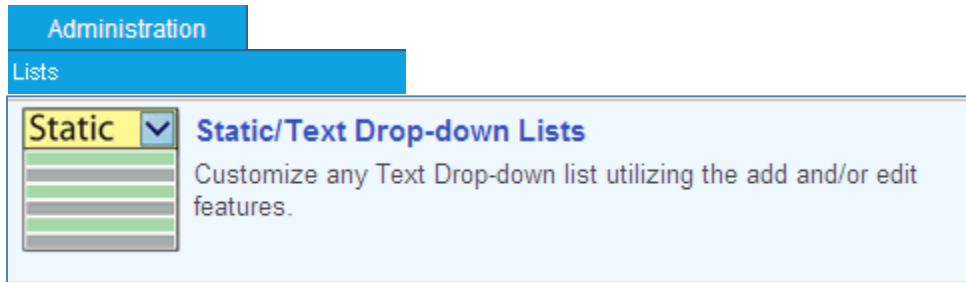 Administration
Lists
Static
Static/Text Drop-down Lists
Customize any Text Drop-down list utilizing the add and/or edit
features.